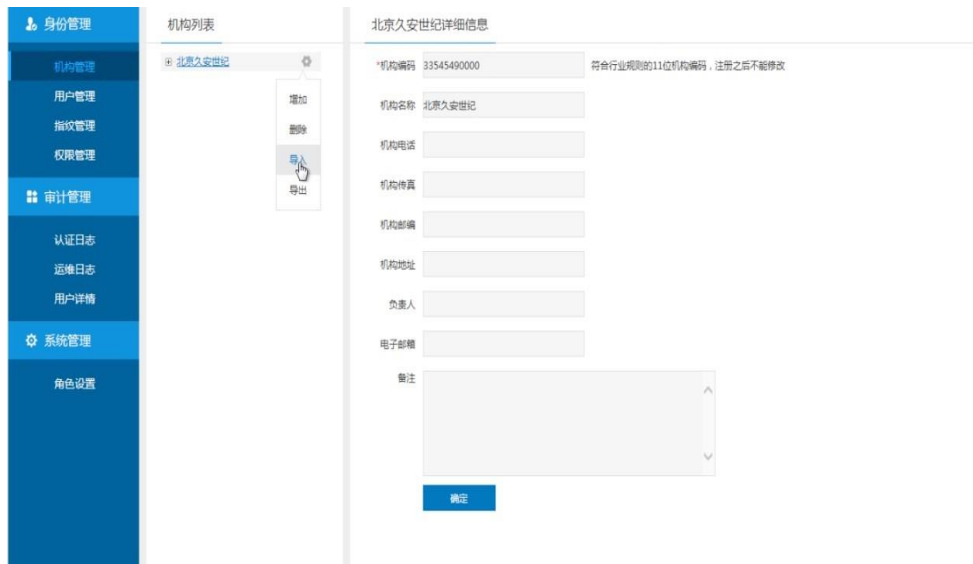 身份管理
机构管理
用户管理
指纹管理
权限管理
审计管理
认证日志
运维日志
用户详情
系统管理
角色设置
机构列表
北京久安世纪
增加
删除
导入
导出
北京久安世纪详细信息
*机构编码 33545490000 符合行业规则的11位机构编码，注册之后不能修改
机构名称 北京久安世纪
机构电话
机构传真
机构邮编
机构地址
负责人
电子邮箱
备注
确定